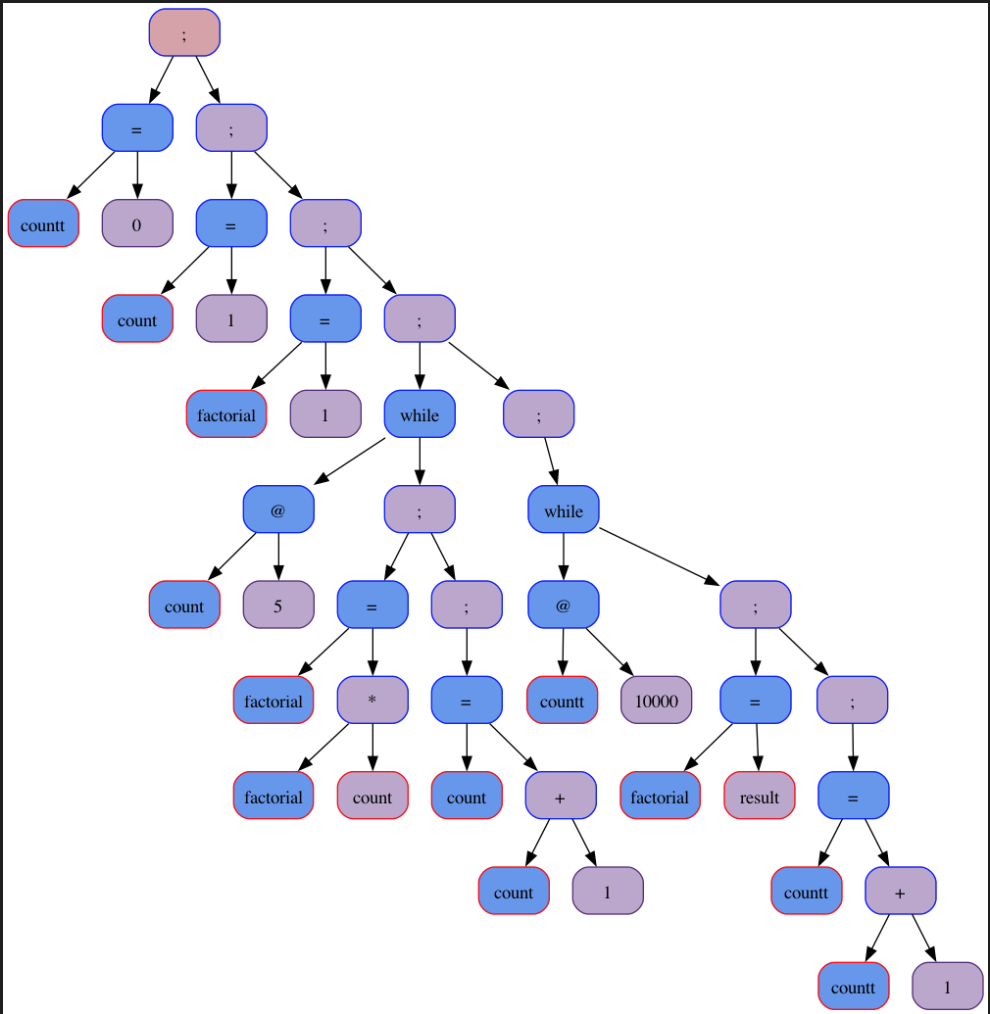 ;
= ;
countt 0 = ;
count 1 = ;
factorial 1 while ;
@ ; while
count 5 = ; @ ;
factorial * = countt 10000 = ;
factorial count count + factorial result =
count 1 countt +
countt 1